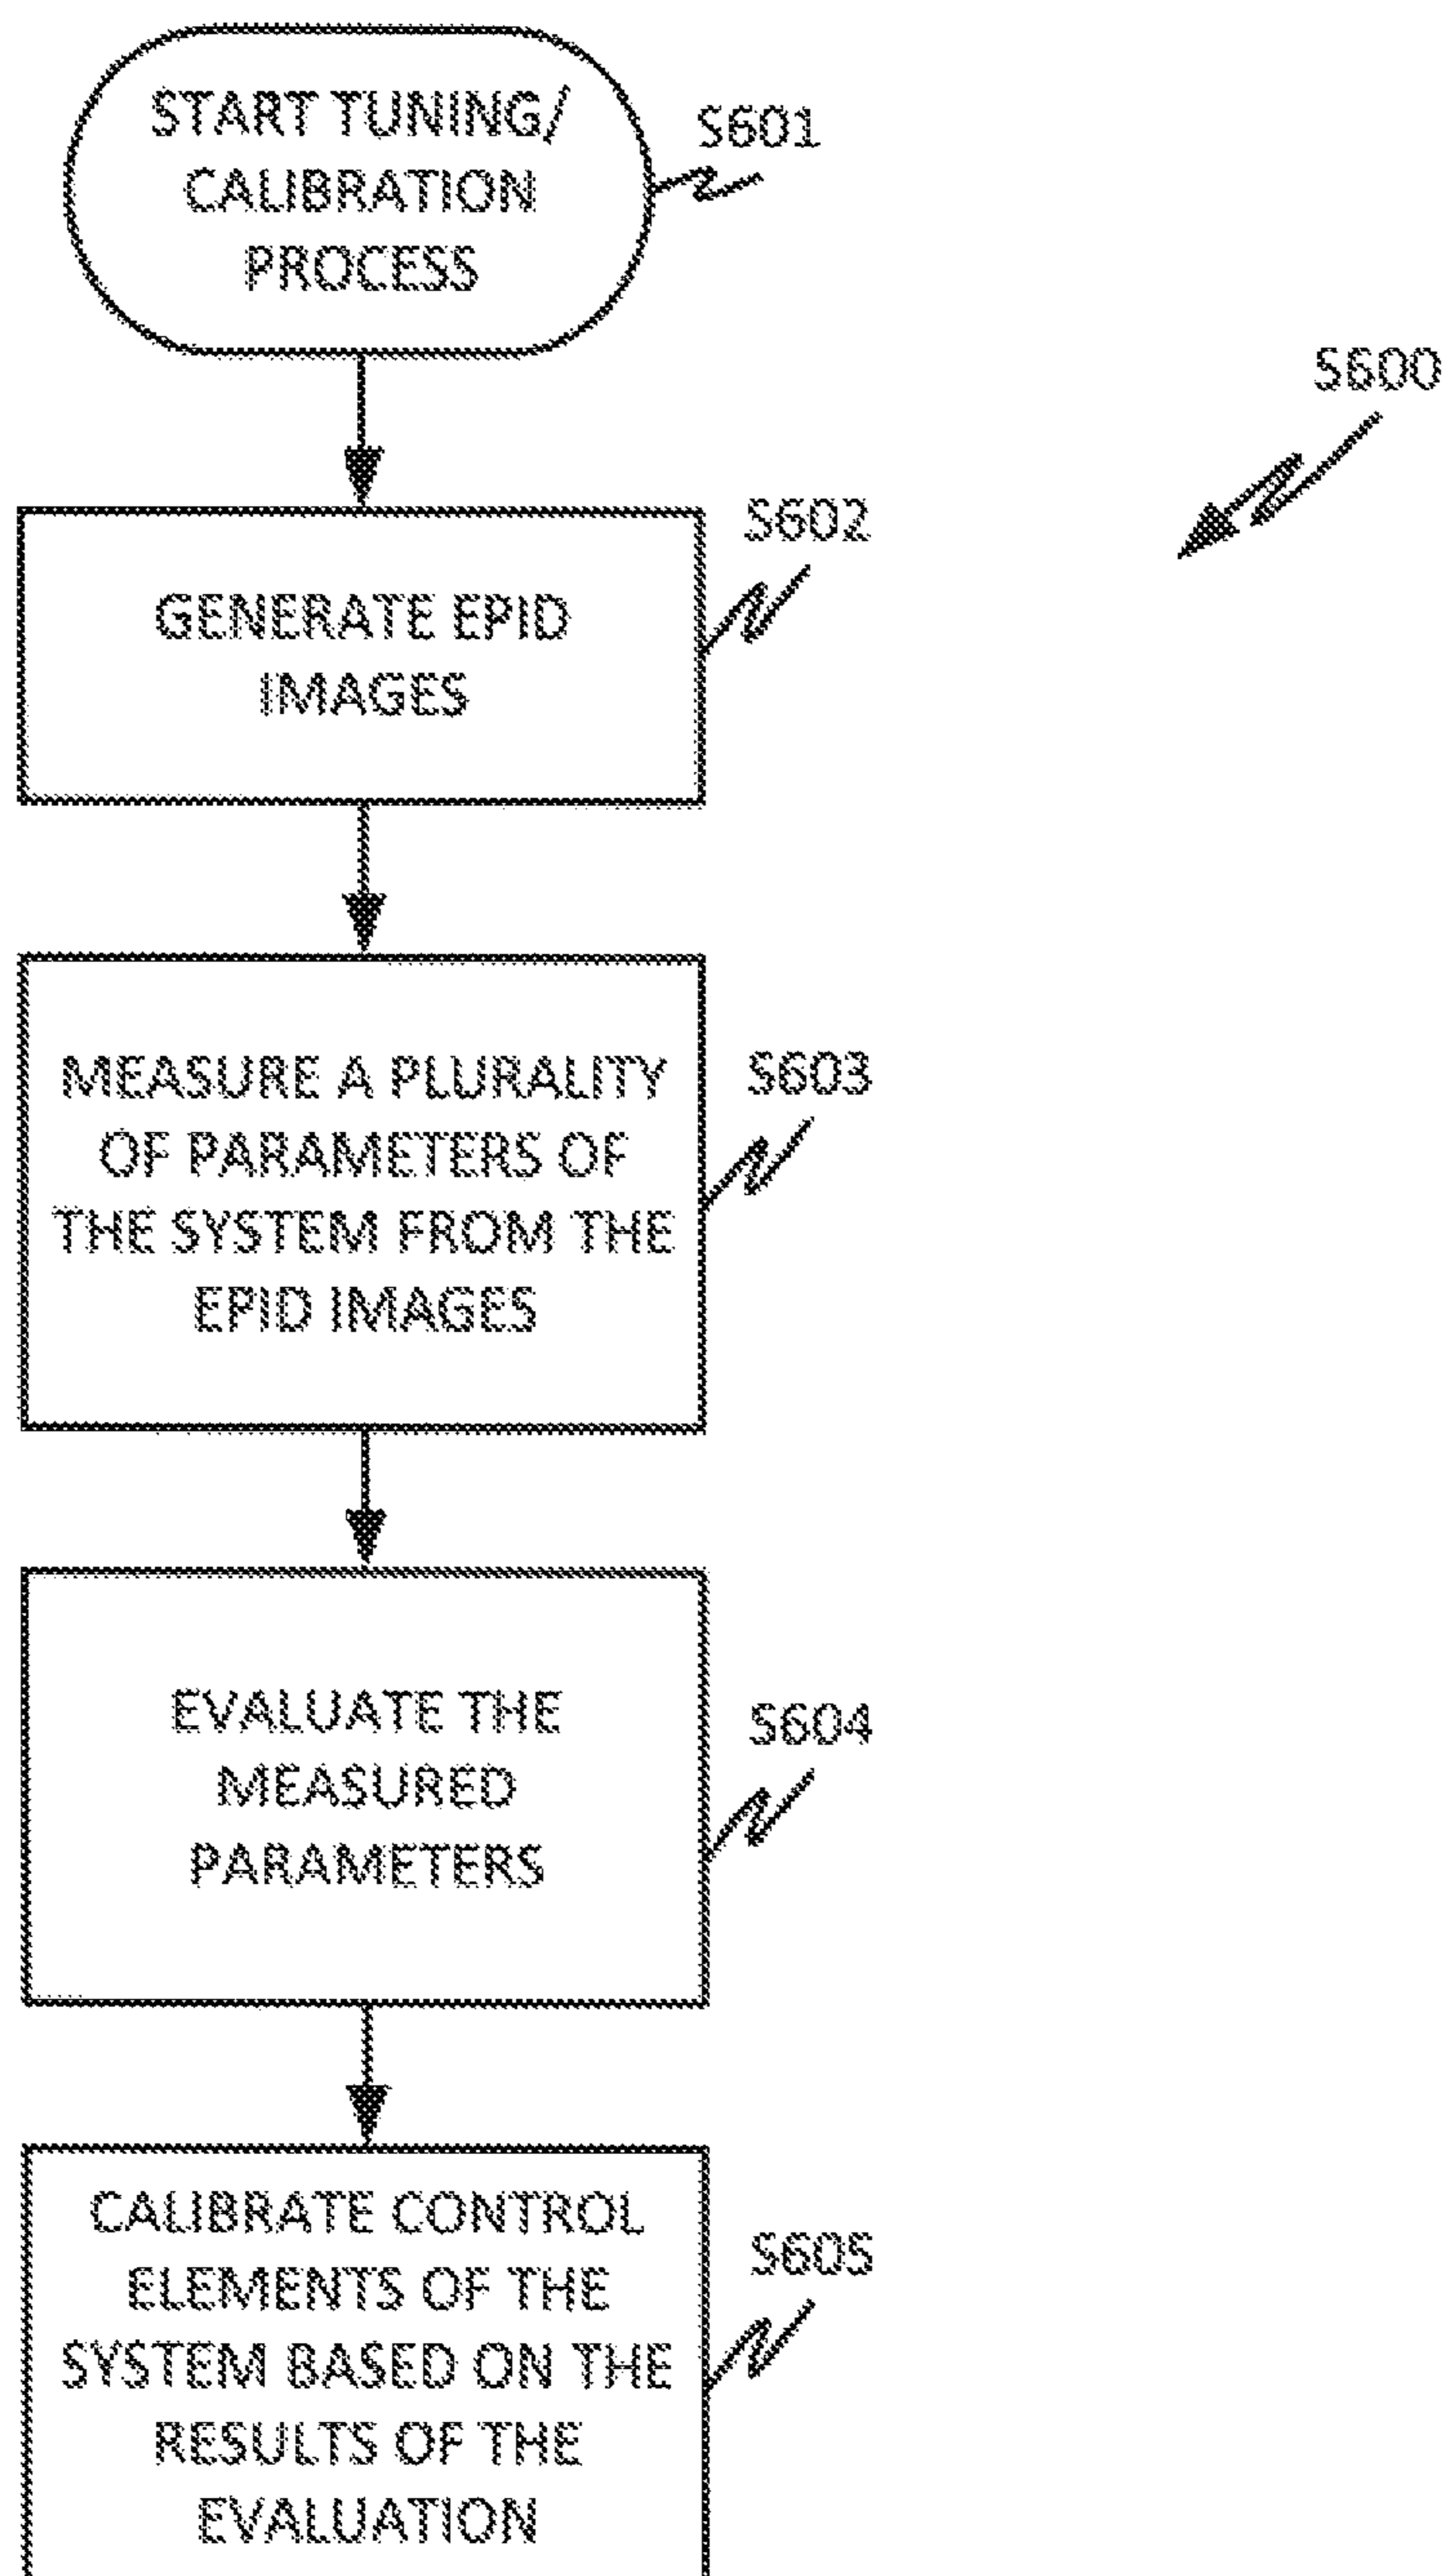 START TUNING/
CALIBRATION
PROCESS
S601
S600
GENERATE EPID
IMAGES
S602
MEASURE A PLURALITY
OF PARAMETERS OF
THE SYSTEM FROM THE
EPID IMAGES
S603
EVALUATE THE
MEASURED
PARAMETERS
S604
CALIBRATE CONTROL
ELEMENTS OF THE
SYSTEM BASED ON THE
RESULTS OF THE
EVALUATION
S605